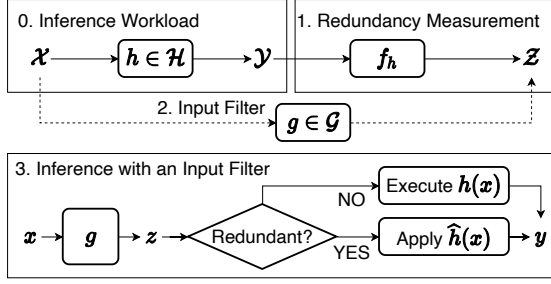 0. Inference Workload
1. Redundancy Measurement
𝒳 h ∈ ℋ 𝒴 f_h 𝒵
2. Input Filter
g ∈ 𝒢
3. Inference with an Input Filter
NO
Execute h(x)
x g z Redundant?
YES
Apply ĥ(x)
y